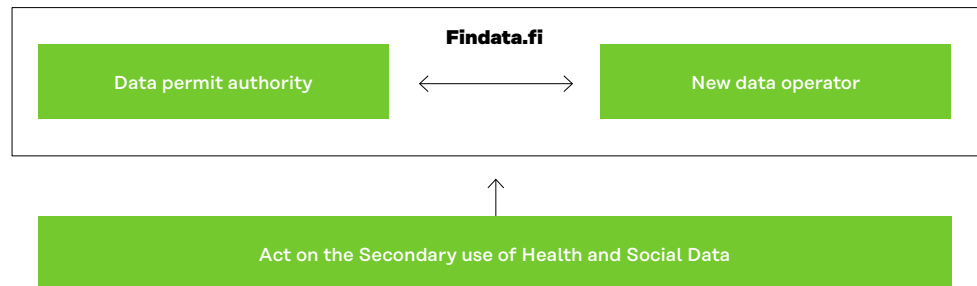 Findata.fi
Data permit authority
New data operator
Act on the Secondary use of Health and Social Data